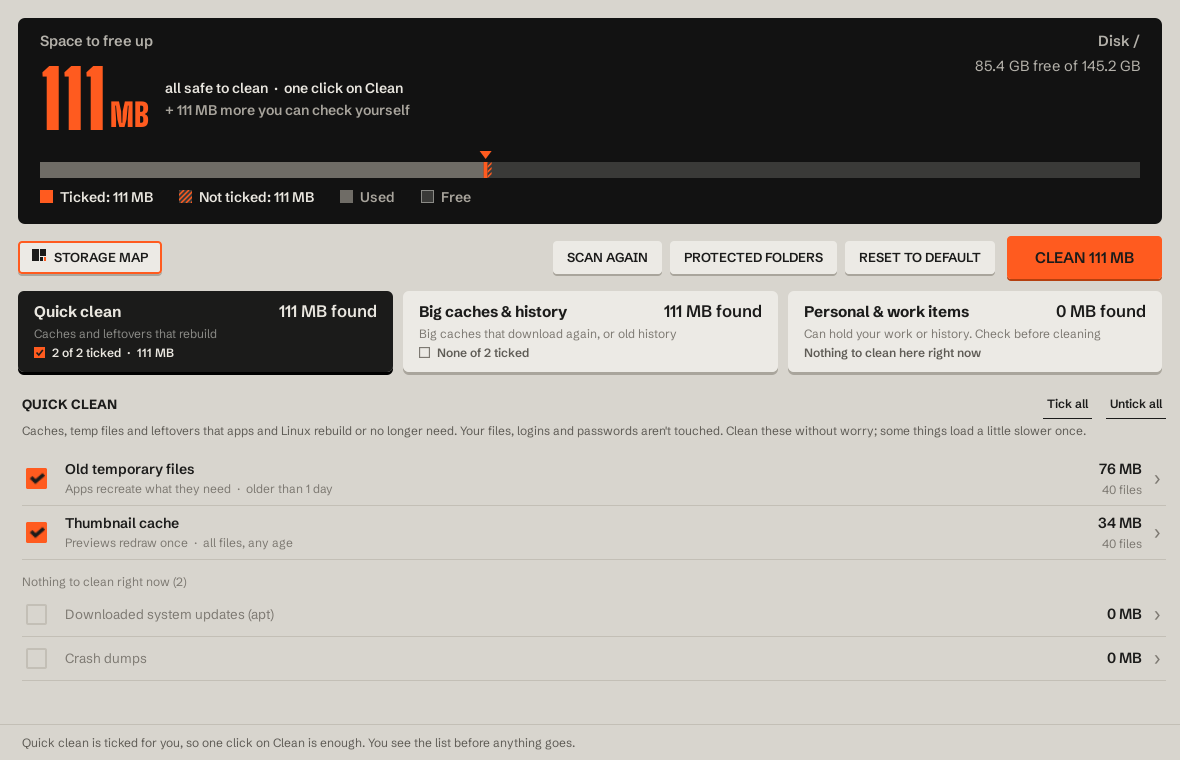 Space to free up
Disk /
85.4 GB free of 145.2 GB
111 MB
all safe to clean · one click on Clean
+ 111 MB more you can check yourself
Ticked: 111 MB
Not ticked: 111 MB
Used
Free
STORAGE MAP
SCAN AGAIN
PROTECTED FOLDERS
RESET TO DEFAULT
CLEAN 111 MB
Quick clean
111 MB found
Caches and leftovers that rebuild
2 of 2 ticked · 111 MB
Big caches & history
111 MB found
Big caches that download again, or old history
None of 2 ticked
Personal & work items
0 MB found
Can hold your work or history. Check before cleaning
Nothing to clean here right now
QUICK CLEAN
Tick all
Untick all
Caches, temp files and leftovers that apps and Linux rebuild or no longer need. Your files, logins and passwords aren't touched. Clean these without worry; some things load a little slower once.
Old temporary files
76 MB
Apps recreate what they need · older than 1 day
40 files
Thumbnail cache
34 MB
Previews redraw once · all files, any age
40 files
Nothing to clean right now (2)
Downloaded system updates (apt)
0 MB
Crash dumps
0 MB
Quick clean is ticked for you, so one click on Clean is enough. You see the list before anything goes.